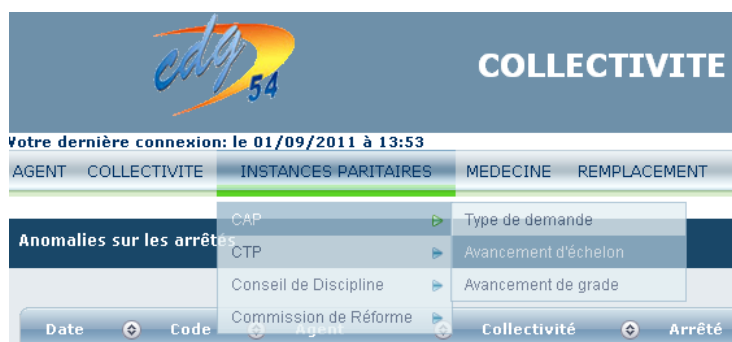 cdg 54
COLLECTIVITE
Votre dernière connexion: le 01/09/2011 à 13:53
AGENT COLLECTIVITE INSTANCES PARITAIRES MEDECINE REMPLACEMENT
CAP Type de demande
Anomalies sur les arrêtés
CTP Avancement d'échelon
Conseil de Discipline Avancement de grade
Commission de Réforme
Date Code Agent Collectivité Arrêté